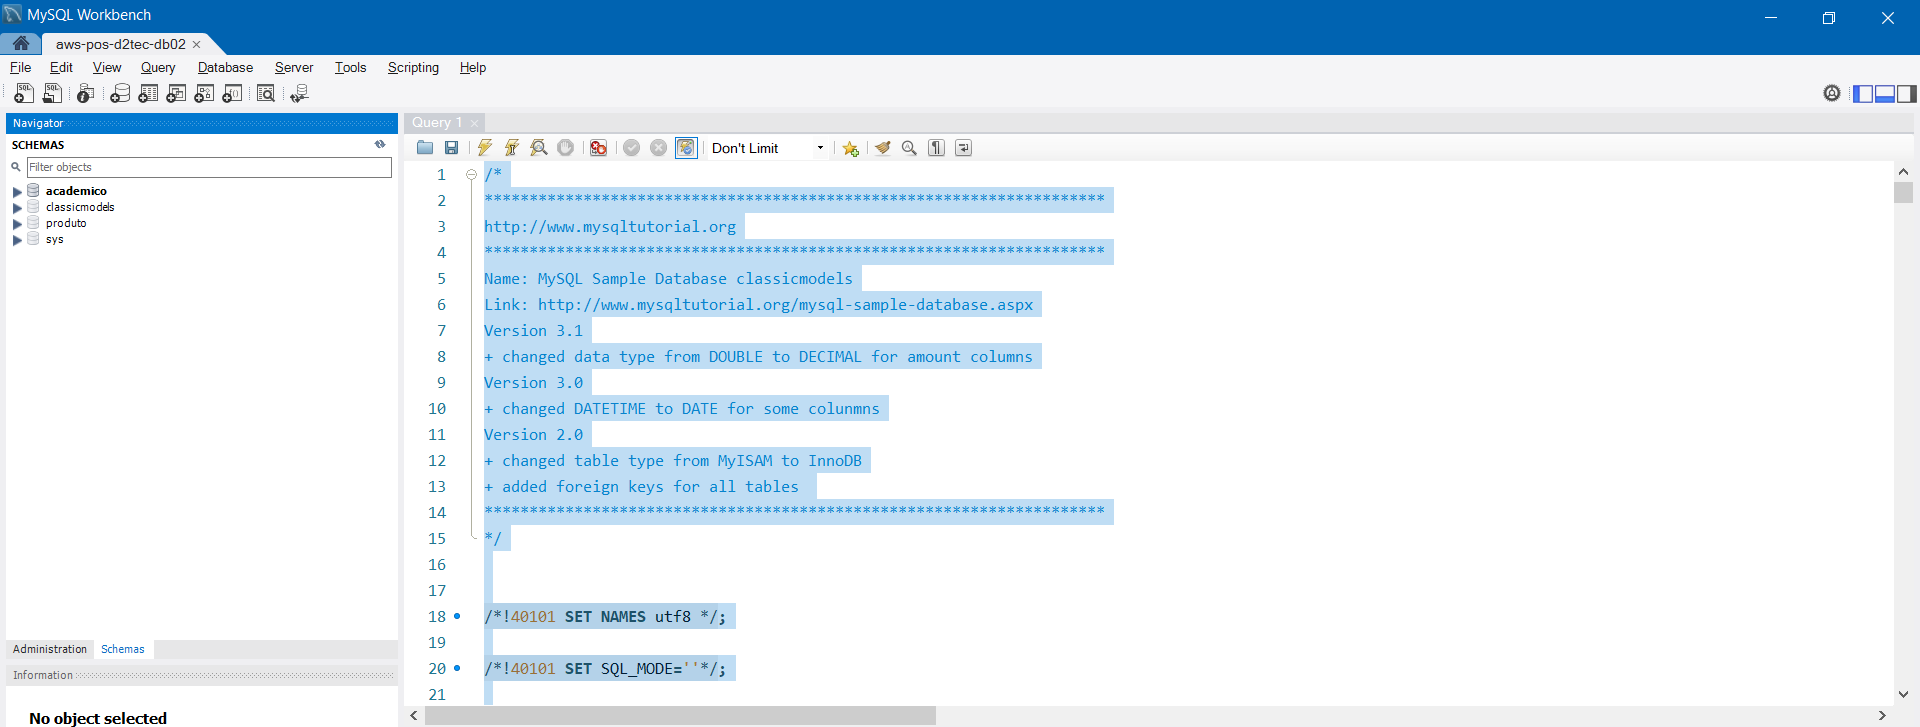 MySQL Workbench
aws-pos-d2tec-db02
File Edit View Query Database Server Tools Scripting Help
Navigator
SCHEMAS
Filter objects
academico
classicmodels
produto
sys
Administration Schemas
Information
No object selected
Query 1
Don't Limit
1 /*
2 *********************************************************************
3 http://www.mysqltutorial.org
4 *********************************************************************
5 Name: MySQL Sample Database classicmodels
6 Link: http://www.mysqltutorial.org/mysql-sample-database.aspx
7 Version 3.1
8 + changed data type from DOUBLE to DECIMAL for amount columns
9 Version 3.0
10 + changed DATETIME to DATE for some colunmns
11 Version 2.0
12 + changed table type from MyISAM to InnoDB
13 + added foreign keys for all tables
14 *********************************************************************
15 */
16
17
18 /*!40101 SET NAMES utf8 */;
19
20 /*!40101 SET SQL_MODE=''*/;
21